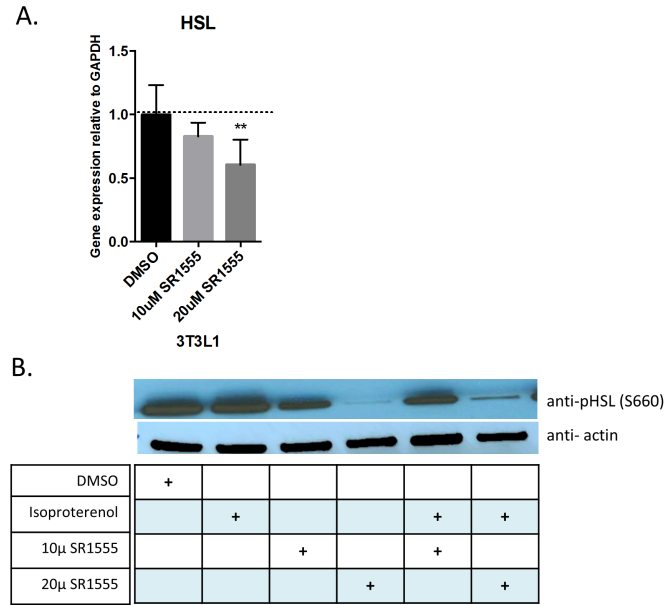 A.
HSL
Gene expression relative to GAPDH
1.5
1.0
0.5
0.0
**
DMSO
10uM SR1555
20uM SR1555
3T3L1
B.
anti-pHSL (S660)
anti- actin
DMSO +
Isoproterenol + + +
10µ SR1555 + +
20µ SR1555 + +